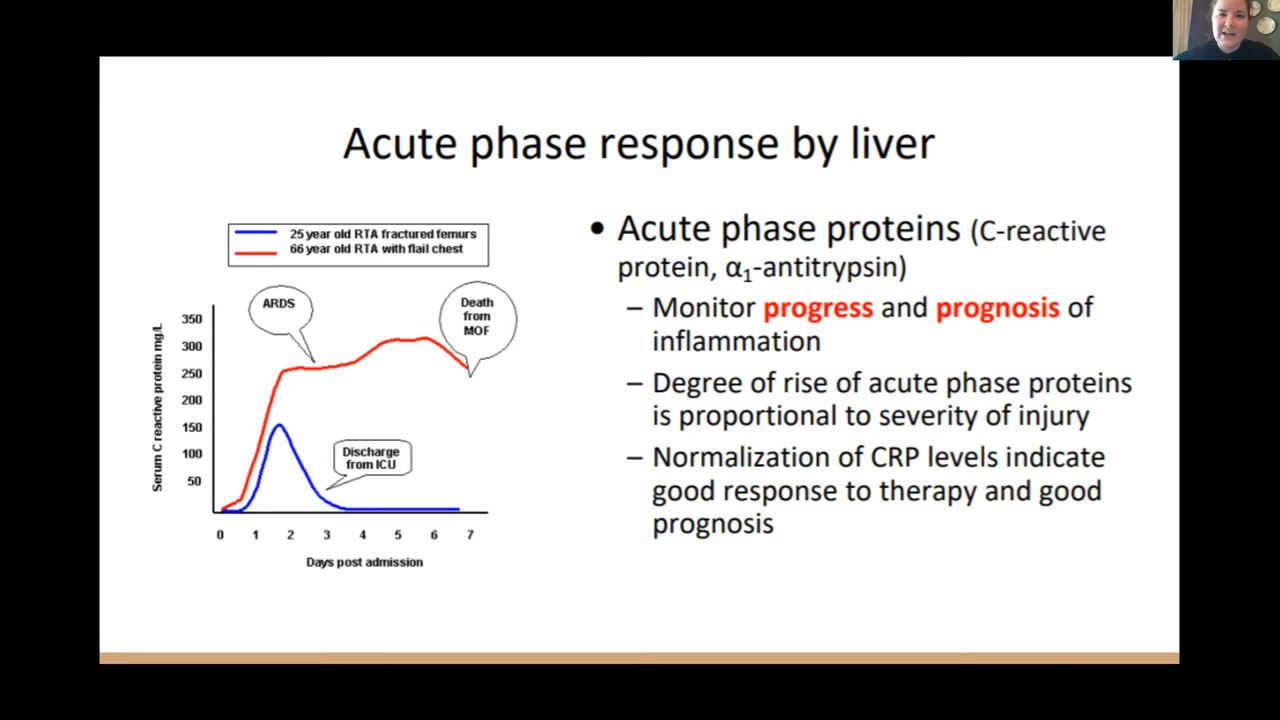 Acute phase response by liver
25 year old RTA fractured femurs
66 year old RTA with flail chest
ARDS
Death
from
MOF
Discharge
from ICU
Serum C reactive protein mg/L
350
300
250
200
150
100
50
0 1 2 3 4 5 6 7
Days post admission
• Acute phase proteins (C-reactive
protein, α₁-antitrypsin)
– Monitor progress and prognosis of
inflammation
– Degree of rise of acute phase proteins
is proportional to severity of injury
– Normalization of CRP levels indicate
good response to therapy and good
prognosis